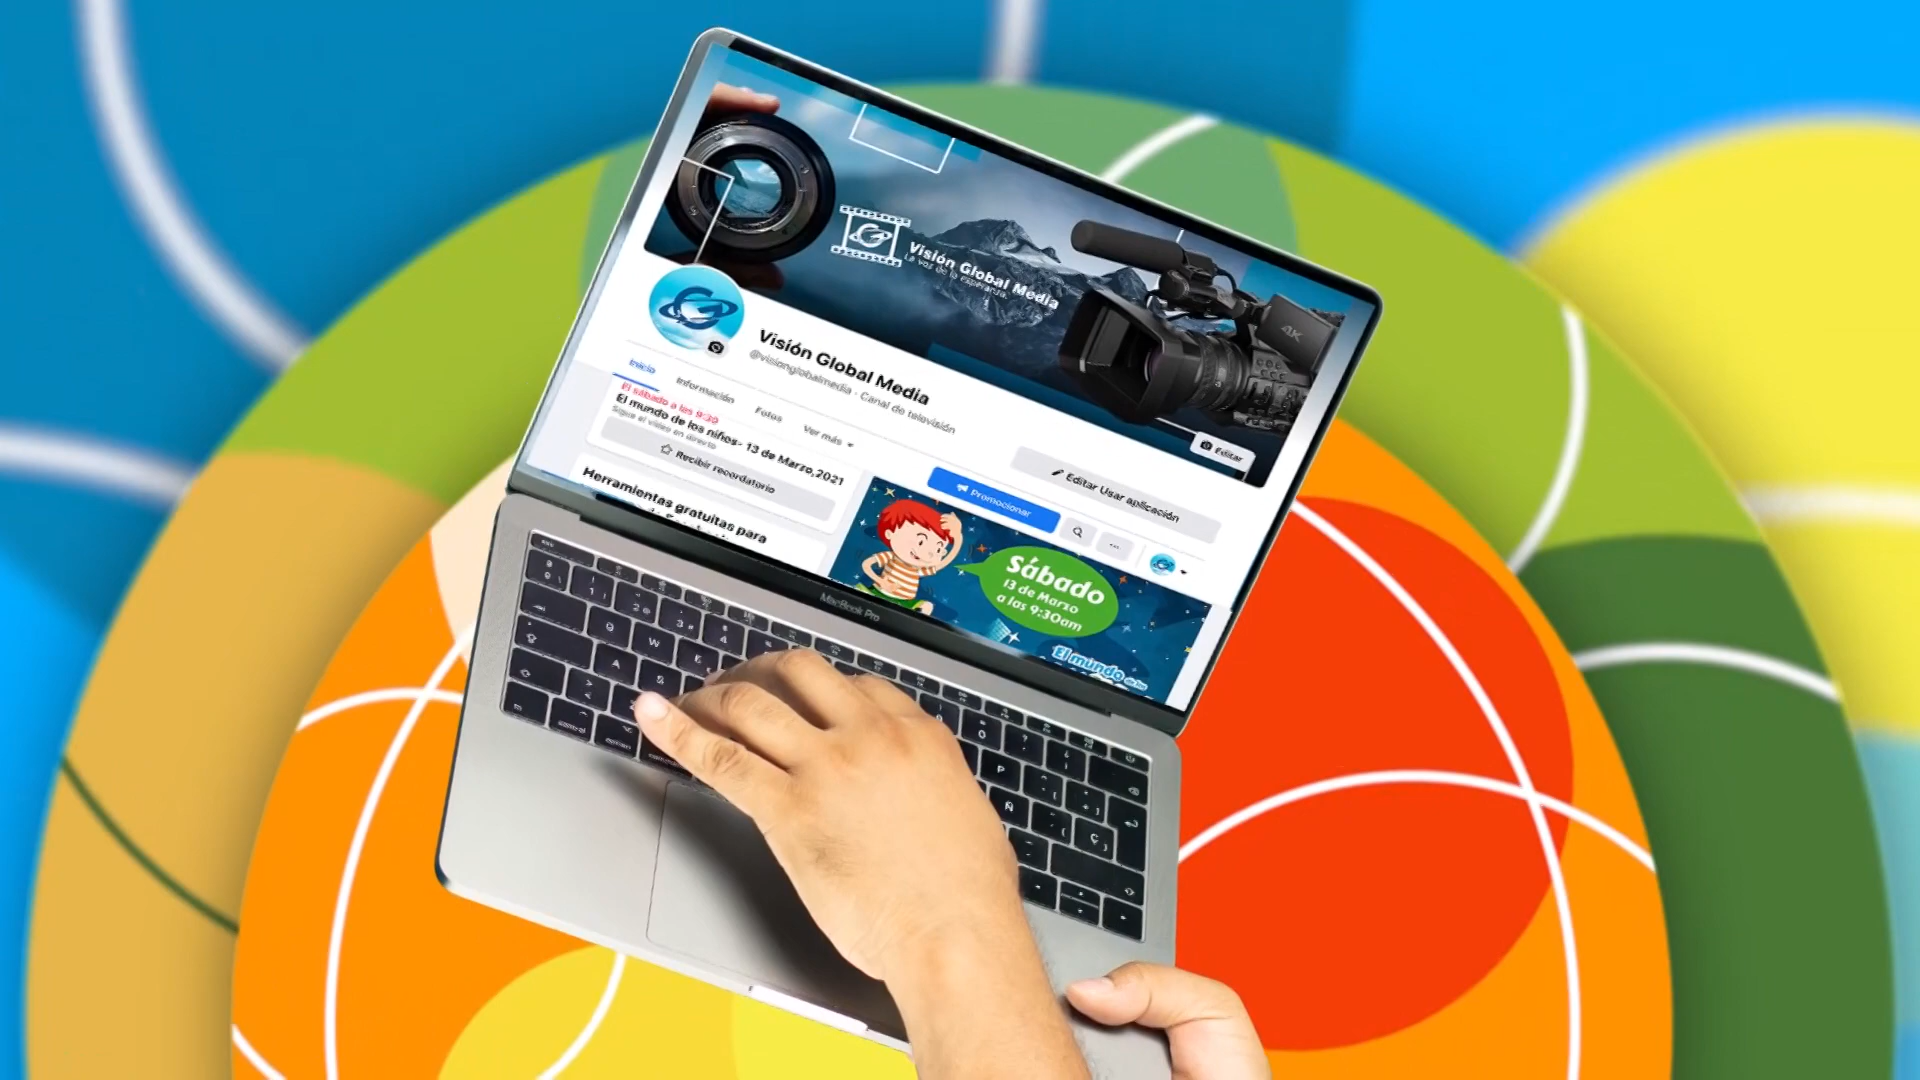 4K
Visión Global Media
La voz de la esperanza.
Visión Global Media
@visionglobalmedia · Canal de televisión
Editar
Inicio
Información
Fotos
Ver más
El sábado a las 9:30
El mundo de los niños- 13 de Marzo,2021
Sigue el video en directo
Recibir recordatorio
Editar Usar aplicación
Promocionar
Herramientas gratuitas para
Sábado
13 de Marzo
a las 9:30am
El mundo
de los
MacBook Pro